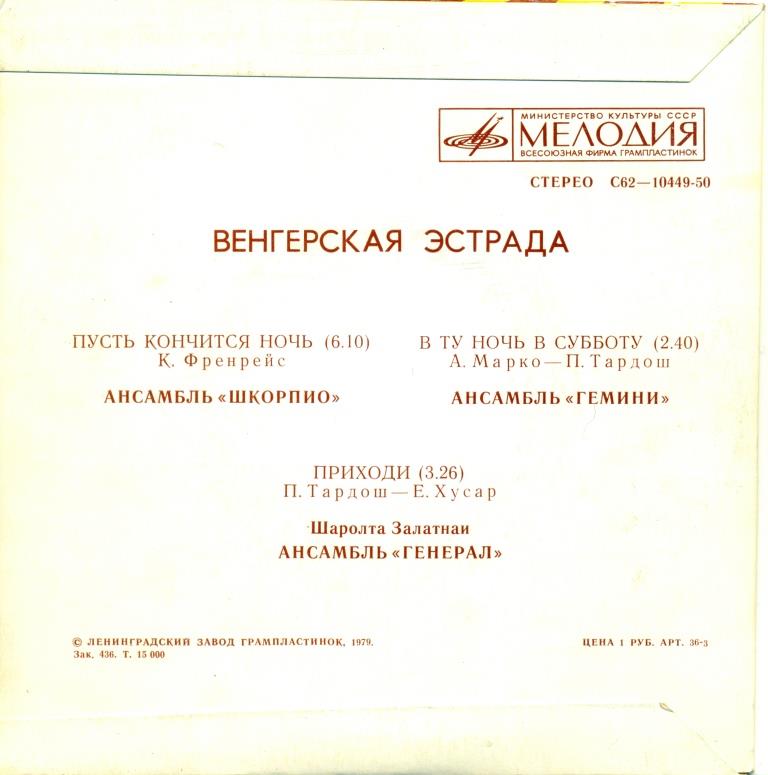 МИНИСТЕРСТВО КУЛЬТУРЫ СССР
МЕЛОДИЯ
ВСЕСОЮЗНАЯ ФИРМА ГРАМПЛАСТИНОК
СТЕРЕО С62—10449-50
ВЕНГЕРСКАЯ ЭСТРАДА
ПУСТЬ КОНЧИТСЯ НОЧЬ (6.10)
К. Френрейс
АНСАМБЛЬ «ШКОРПИО»
В ТУ НОЧЬ В СУББОТУ (2.40)
А. Марко—П. Тардош
АНСАМБЛЬ «ГЕМИНИ»
ПРИХОДИ (3.26)
П. Тардош—Е. Хусар
Шаролта Залатнаи
АНСАМБЛЬ «ГЕНЕРАЛ»
© ЛЕНИНГРАДСКИЙ ЗАВОД ГРАМПЛАСТИНОК, 1979.
Зак. 436. Т. 15 000
ЦЕНА 1 РУБ. АРТ. 36-3